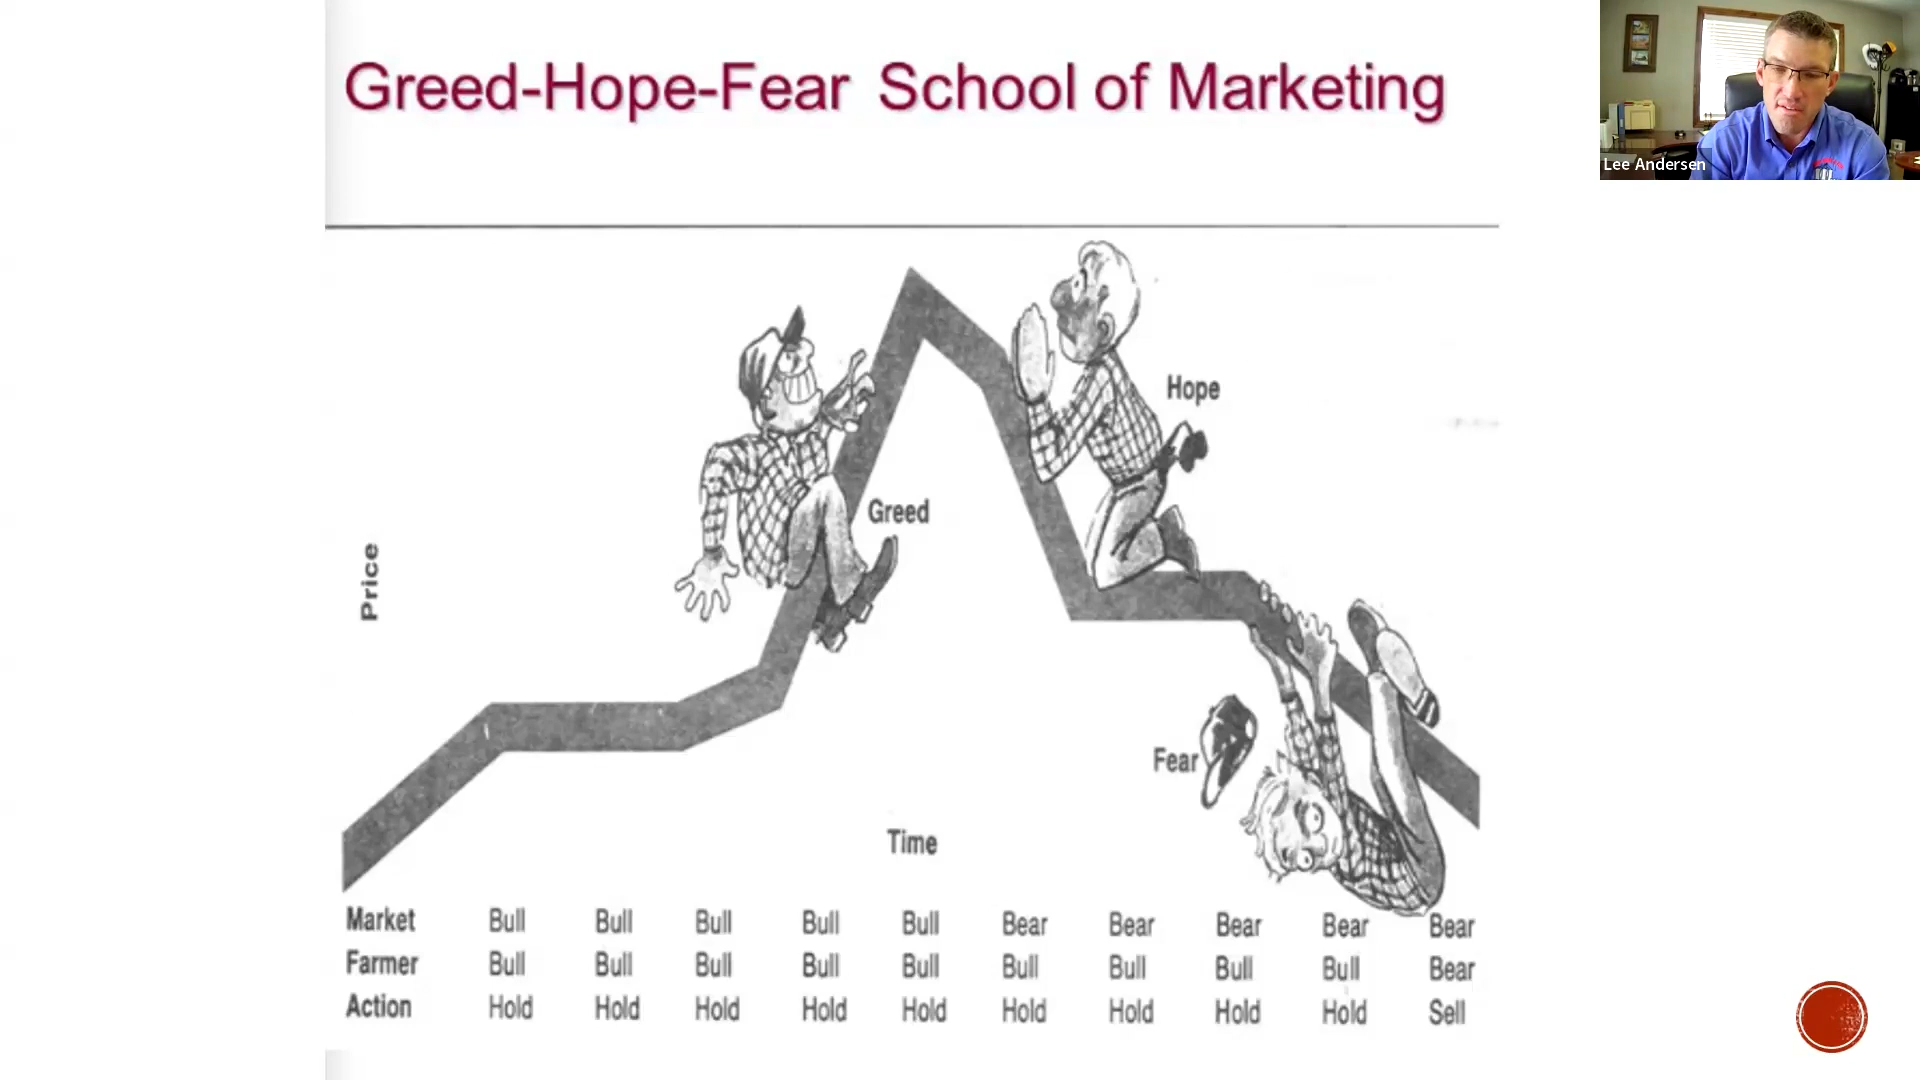 Greed-Hope-Fear School of Marketing
Lee Andersen
Hope
Greed
Price
Fear
Time
Market Bull Bull Bull Bull Bull Bear Bear Bear Bear Bear
Farmer Bull Bull Bull Bull Bull Bull Bull Bull Bull Bear
Action Hold Hold Hold Hold Hold Hold Hold Hold Hold Sell